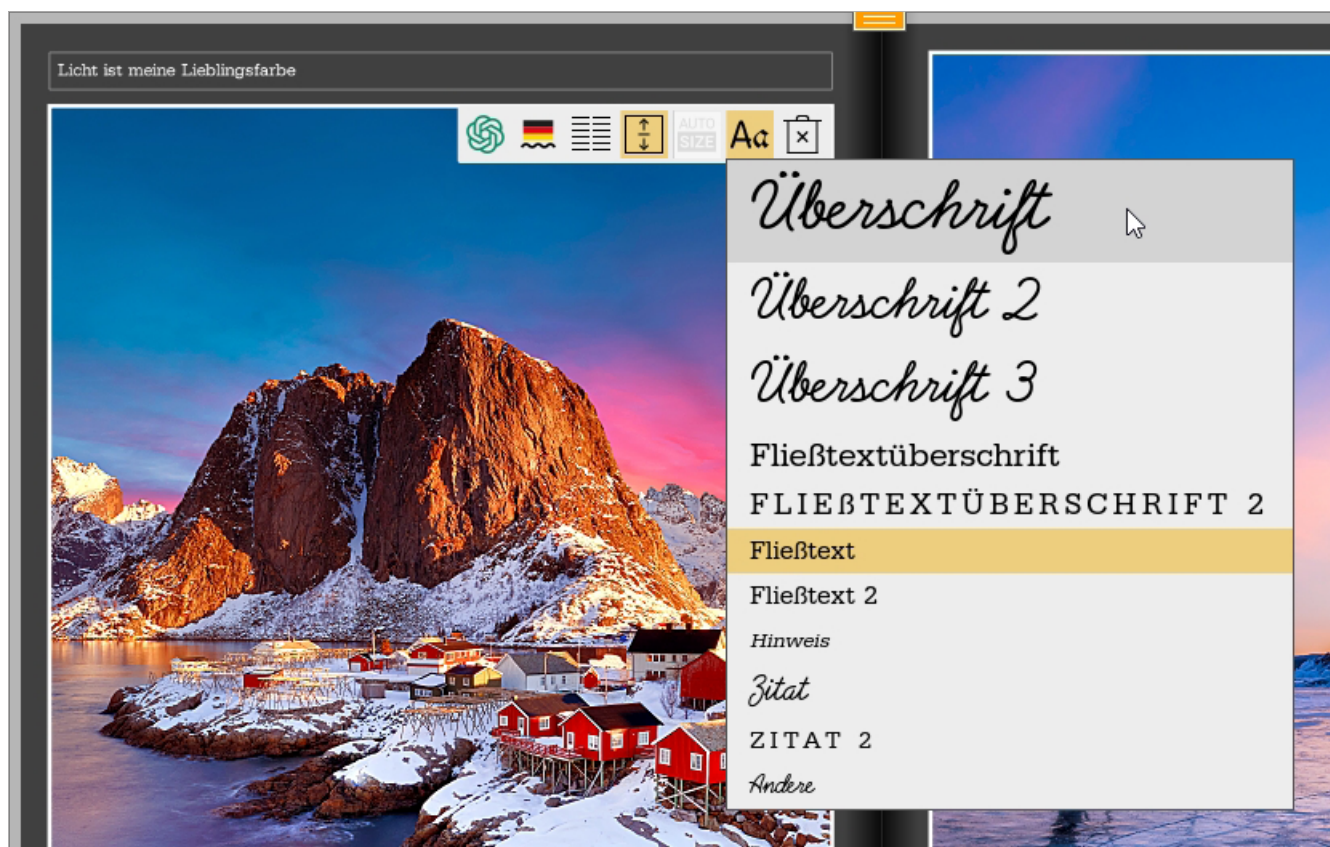 Licht ist meine Lieblingsfarbe
AUTO
SIZE
Aa
Überschrift
Überschrift 2
Überschrift 3
Fließtextüberschrift
FLIEßTEXTÜBERSCHRIFT 2
Fließtext
Fließtext 2
Hinweis
Zitat
ZITAT 2
Andere